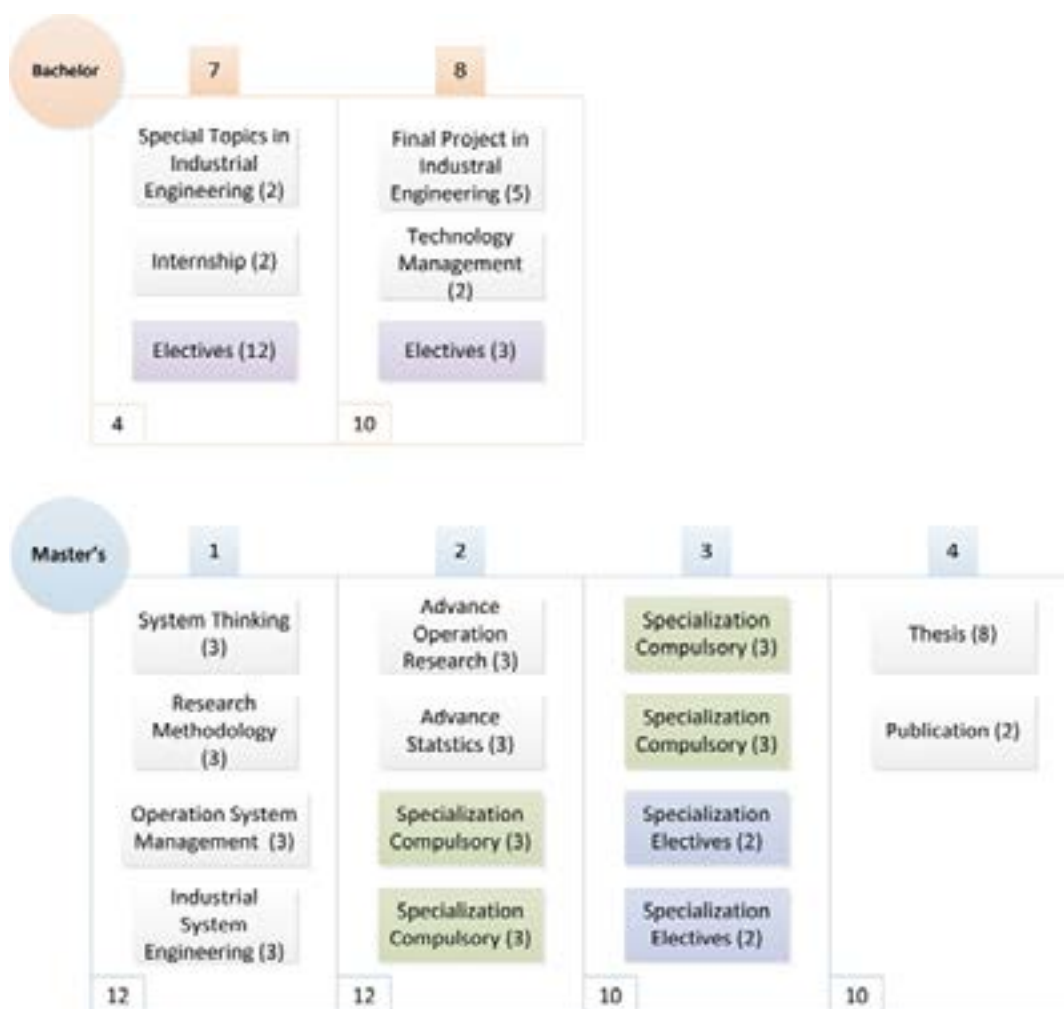 Bachelor
7
8
Special Topics in
Industrial
Engineering (2)
Final Project in
Industral
Engineering (5)
Internship (2)
Technology
Management
(2)
Electives (12)
Electives (3)
4
10
Master's
1
2
3
4
System Thinking
(3)
Advance
Operation
Research (3)
Specialization
Compulsory (3)
Thesis (8)
Research
Methodology
(3)
Advance
Statstics (3)
Specialization
Compulsory (3)
Publication (2)
Operation System
Management (3)
Specialization
Compulsory (3)
Specialization
Electives (2)
Industrial
System
Engineering (3)
Specialization
Compulsory (3)
Specialization
Electives (2)
12
12
10
10